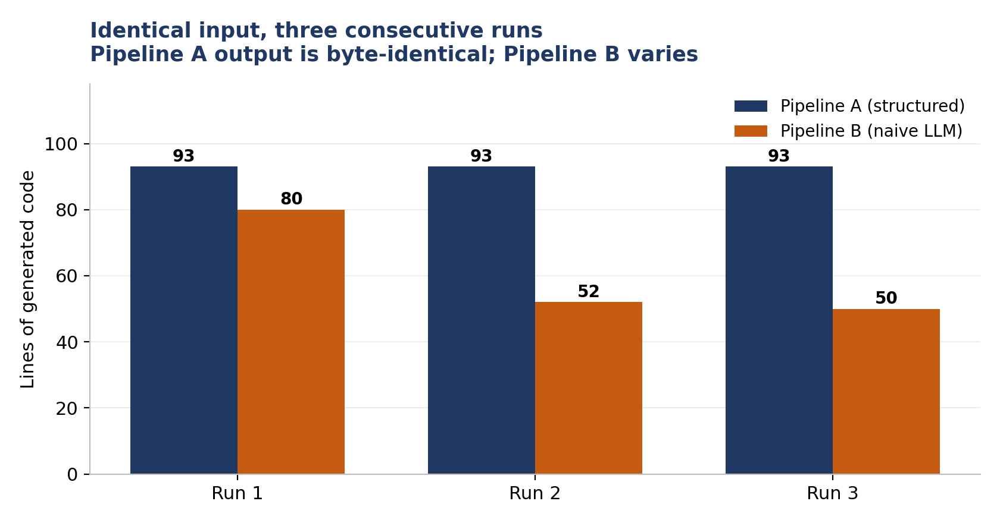 Identical input, three consecutive runs
Pipeline A output is byte-identical; Pipeline B varies
Pipeline A (structured)
Pipeline B (naive LLM)
Lines of generated code
100
80
60
40
20
0
93
80
93
52
93
50
Run 1
Run 2
Run 3